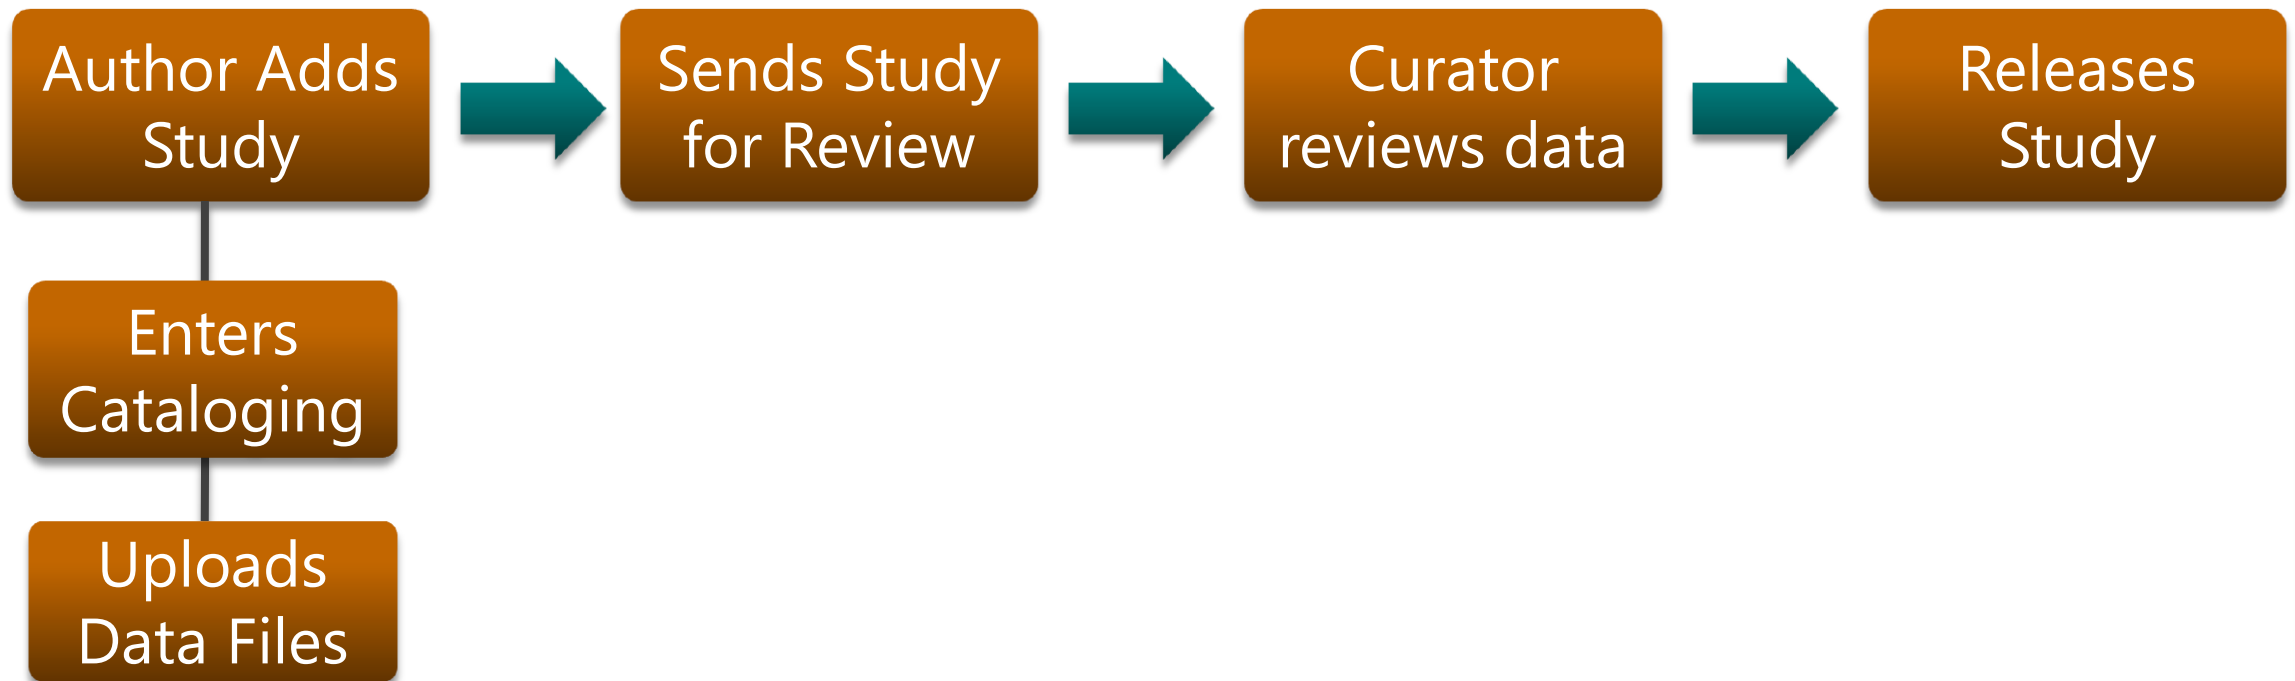 Author Adds
Study
Sends Study
for Review
Curator
reviews data
Releases
Study
Enters
Cataloging
Uploads
Data Files